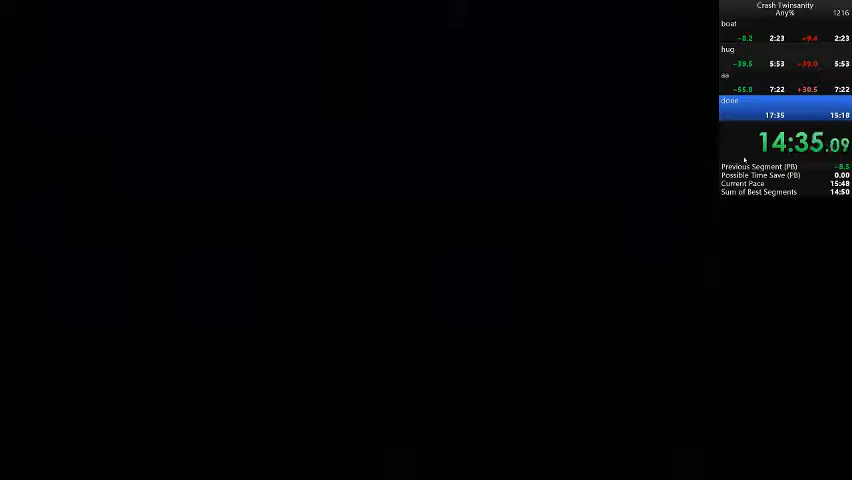 Crash Twinsanity
Any% 1216
boat
-8.2 2:23 +9.4 2:23
hug
-39.5 5:53 +39.0 5:53
aa
-55.8 7:22 +30.5 7:22
done
17:35 15:18
14:35.09
Previous Segment (PB) -8.5
Possible Time Save (PB) 0.00
Current Pace 15:48
Sum of Best Segments 14:50